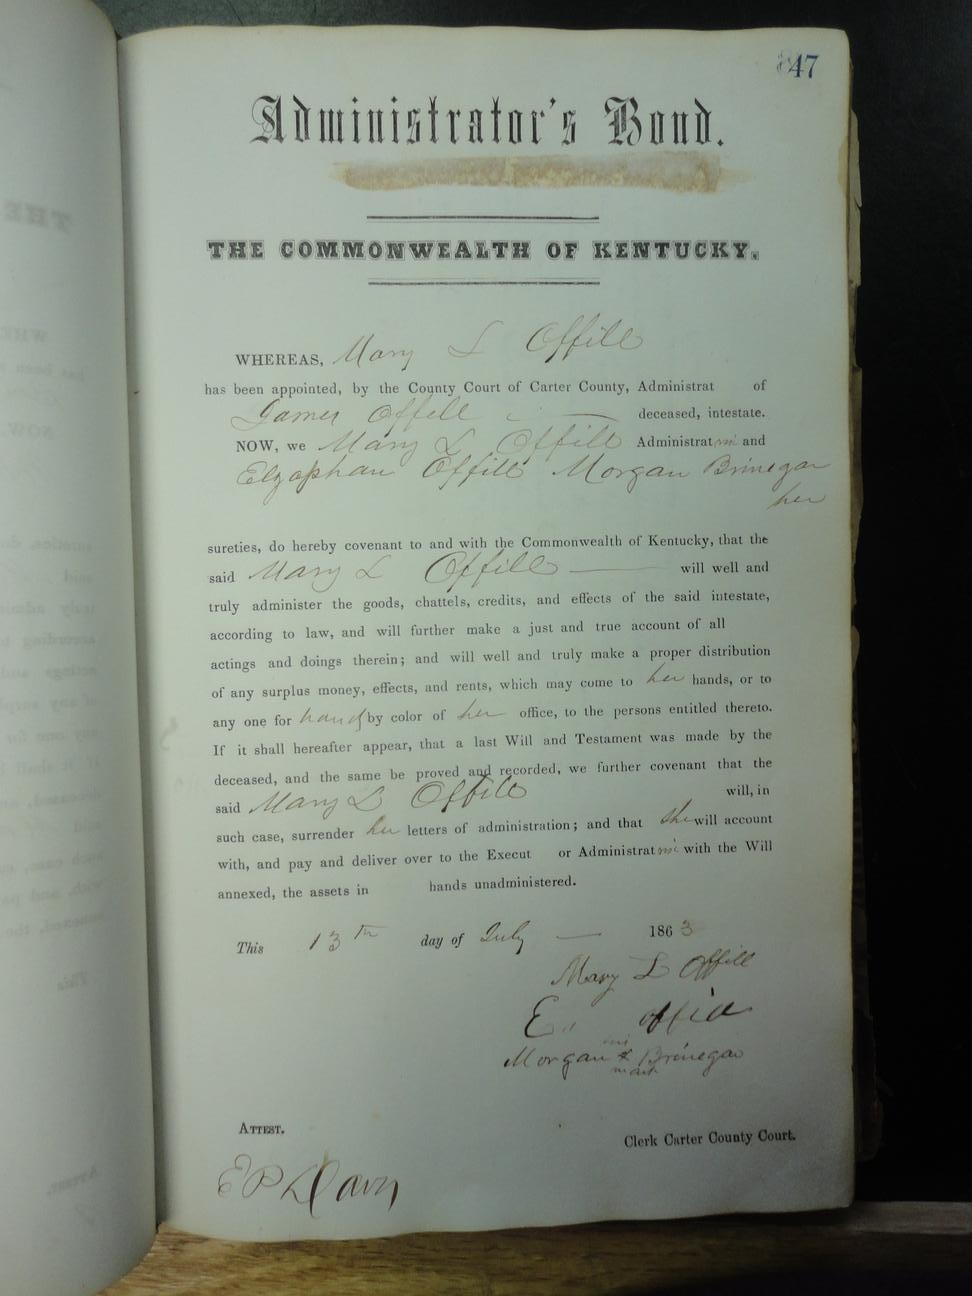 47
Administrator's Bond.
THE COMMONWEALTH OF KENTUCKY.
WHEREAS, Mary L Offill
has been appointed, by the County Court of Carter County, Administrat of
James Offill deceased, intestate.
NOW, we Mary L Offill Administrat and
Elzaphan Offill Morgan Brinegar
her
sureties, do hereby covenant to and with the Commonwealth of Kentucky, that the
said Mary L Offill will well and
truly administer the goods, chattels, credits, and effects of the said intestate,
according to law, and will further make a just and true account of all
actings and doings therein; and will well and truly make a proper distribution
of any surplus money, effects, and rents, which may come to her hands, or to
any one for by color of her office, to the persons entitled thereto.
If it shall hereafter appear, that a last Will and Testament was made by the
deceased, and the same be proved and recorded, we further covenant that the
said Mary L Offill will, in
such case, surrender her letters of administration; and that she will account
with, and pay and deliver over to the Execut or Administrat with the Will
annexed, the assets in hands unadministered.
This 13th day of July 1863
Mary L Offill
E Offill
Morgan x Brinegar
mark
ATTEST.
Clerk Carter County Court.
E P Davis